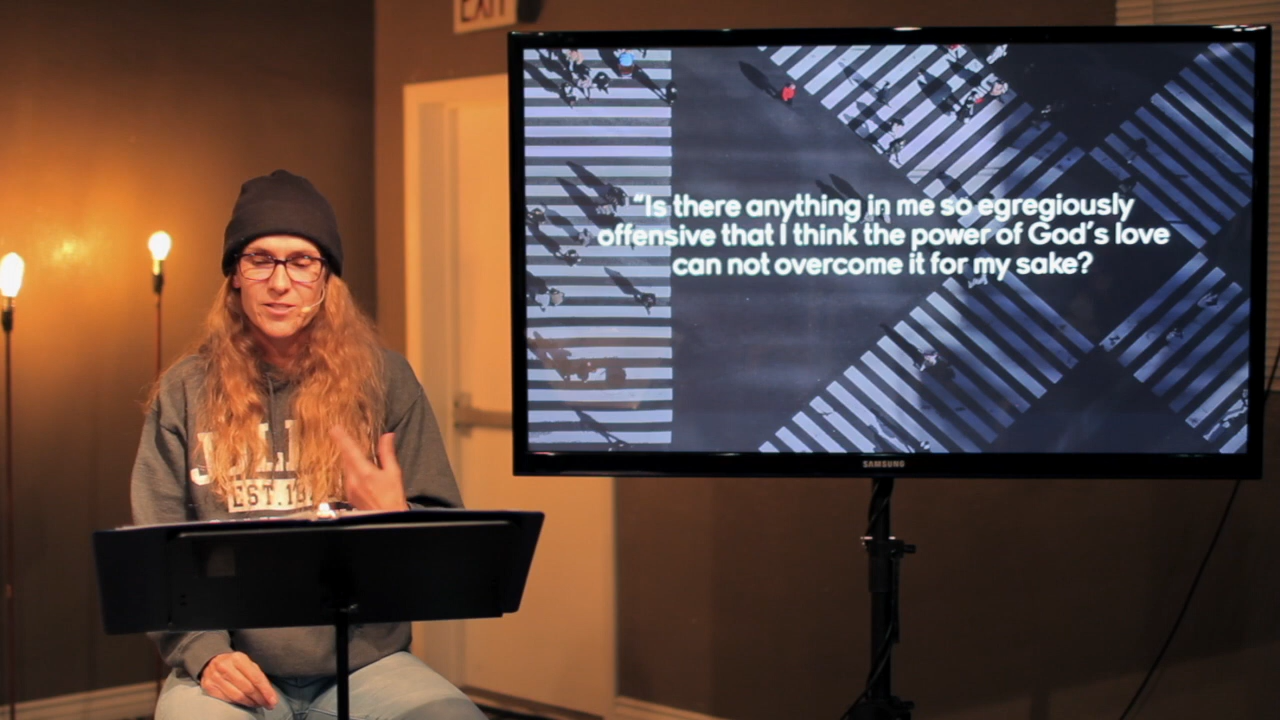 EXIT
"Is there anything in me so egregiously
offensive that I think the power of God's love
can not overcome it for my sake?
SAMSUNG
EST.18